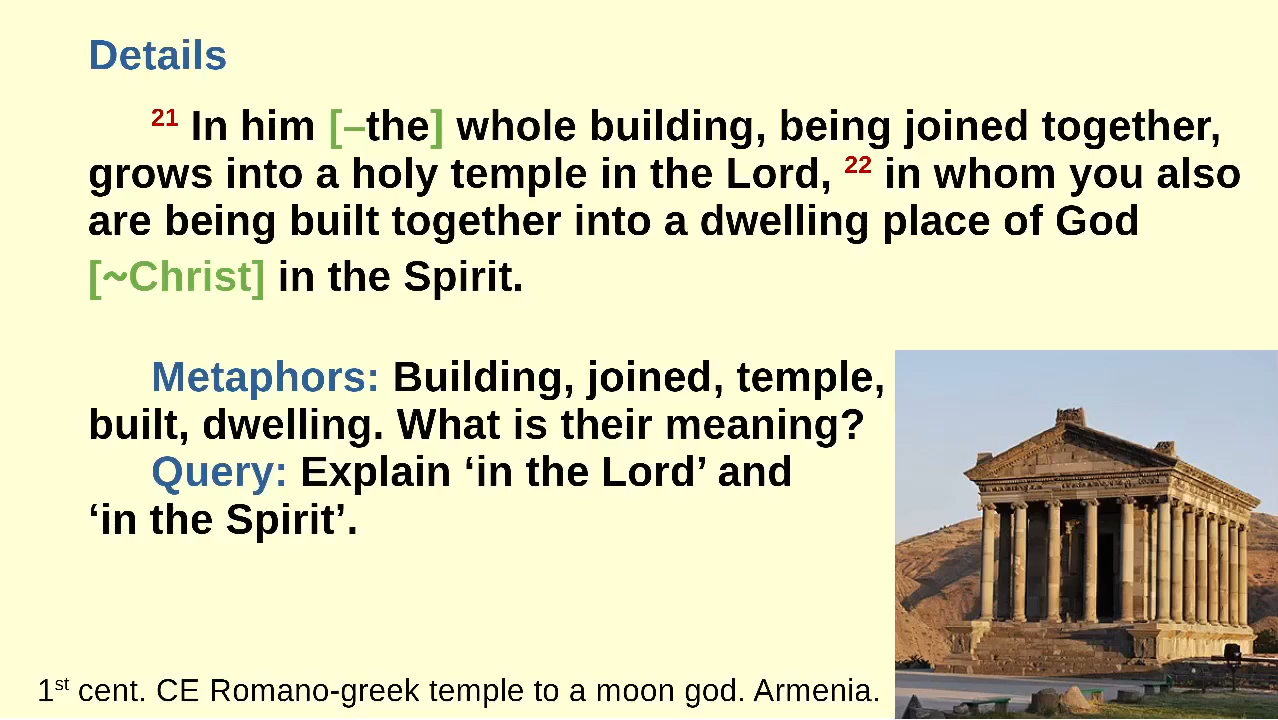 Details
21 In him [–the] whole building, being joined together,
grows into a holy temple in the Lord, 22 in whom you also
are being built together into a dwelling place of God
[~Christ] in the Spirit.
Metaphors: Building, joined, temple,
built, dwelling. What is their meaning?
Query: Explain ‘in the Lord’ and
‘in the Spirit’.
1st cent. CE Romano-greek temple to a moon god. Armenia.